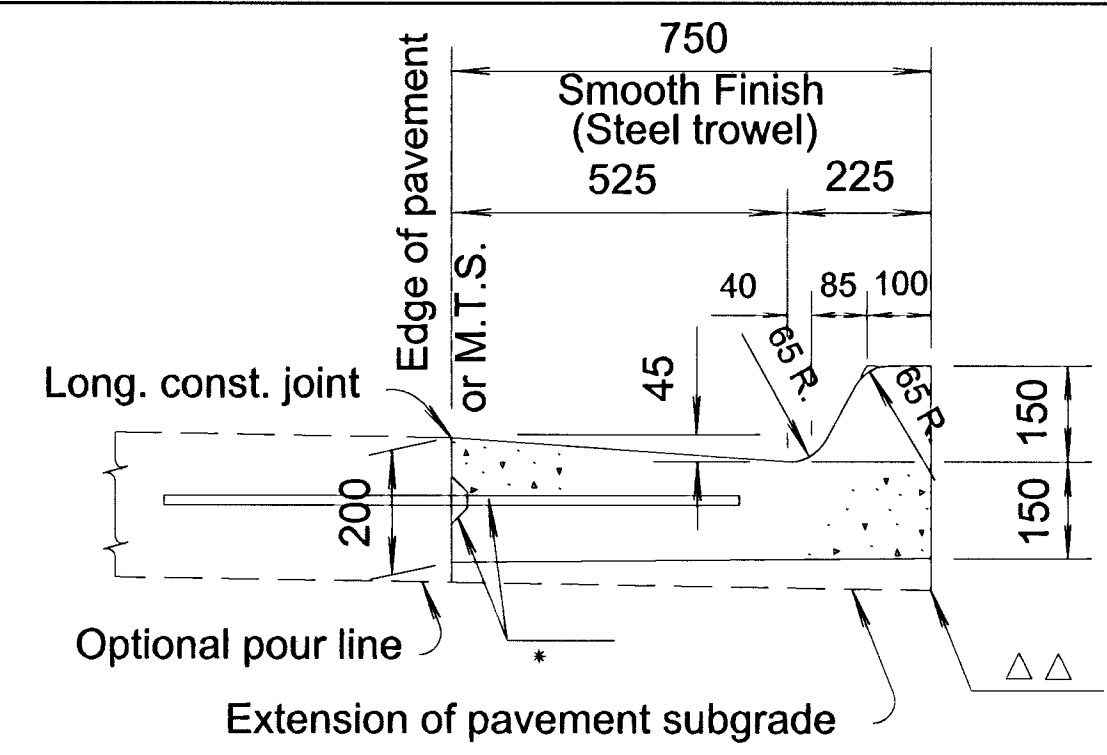 750
Smooth Finish
(Steel trowel)
525
225
Edge of pavement
or M.T.S.
40
85
100
65 R.
65 R.
45
Long. const. joint
150
200
150
Optional pour line
*
△ △
Extension of pavement subgrade